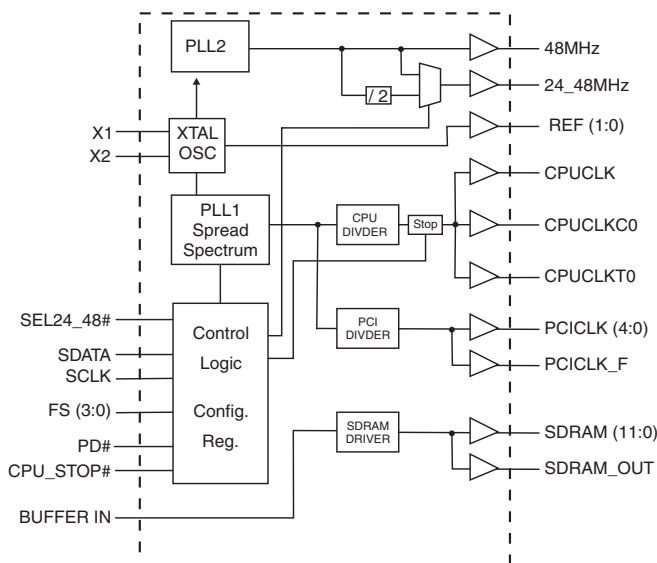 PLL2
48MHz
/ 2
24_48MHz
X1
X2
XTAL
OSC
REF (1:0)
CPUCLK
PLL1
Spread
Spectrum
CPU
DIVDER
Stop
CPUCLKC0
CPUCLKT0
SEL24_48#
SDATA
SCLK
FS (3:0)
PD#
CPU_STOP#
Control
Logic
Config.
Reg.
PCI
DIVDER
PCICLK (4:0)
PCICLK_F
SDRAM
DRIVER
SDRAM (11:0)
SDRAM_OUT
BUFFER IN